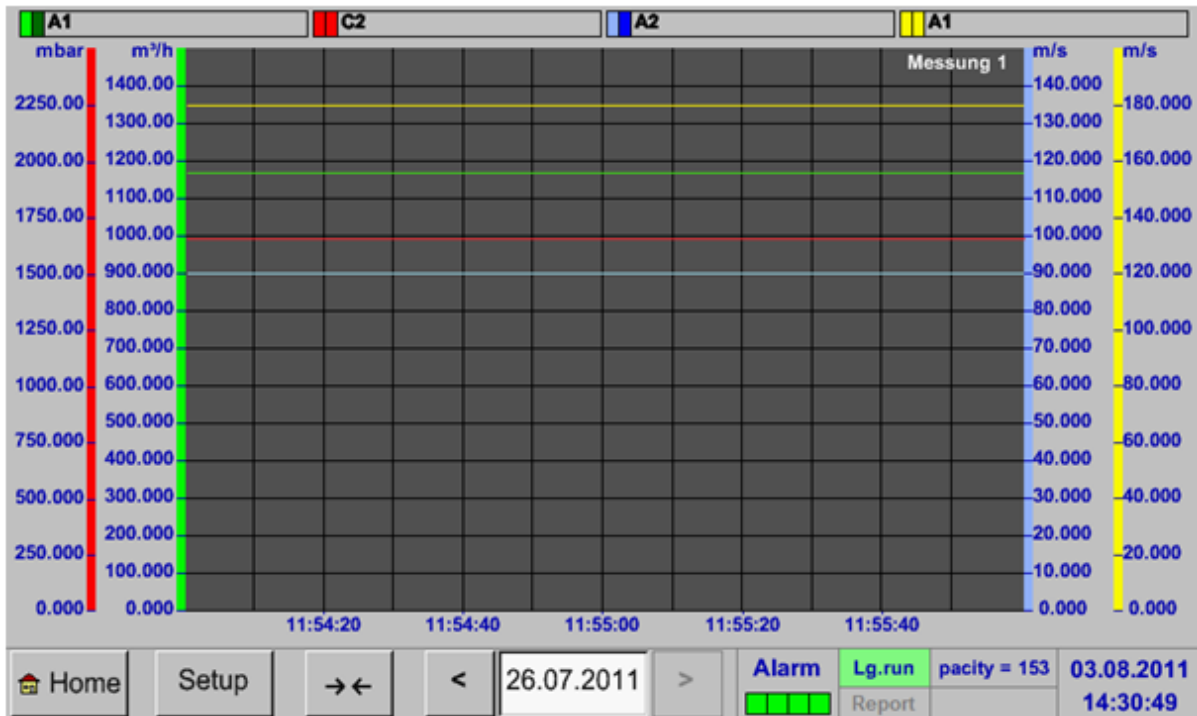 A1 C2 A2 A1
mbar m³/h m/s m/s
Messung 1
1400.00 140.000
2250.00 180.000
1300.00 130.000
2000.00 1200.00 120.000 160.000
1100.00 110.000
1750.00 140.000
1000.00 100.000
1500.00 900.000 90.000 120.000
800.000 80.000
1250.00 100.000
700.000 70.000
1000.00 600.000 60.000 80.000
500.000 50.000
750.000 60.000
400.000 40.000
500.000 300.000 30.000 40.000
200.000 20.000
250.000 20.000
100.000 10.000
0.000 0.000 0.000 0.000
11:54:20 11:54:40 11:55:00 11:55:20 11:55:40
Home Setup →← < 26.07.2011 > Alarm Lg.run pacity = 153 03.08.2011
Report 14:30:49